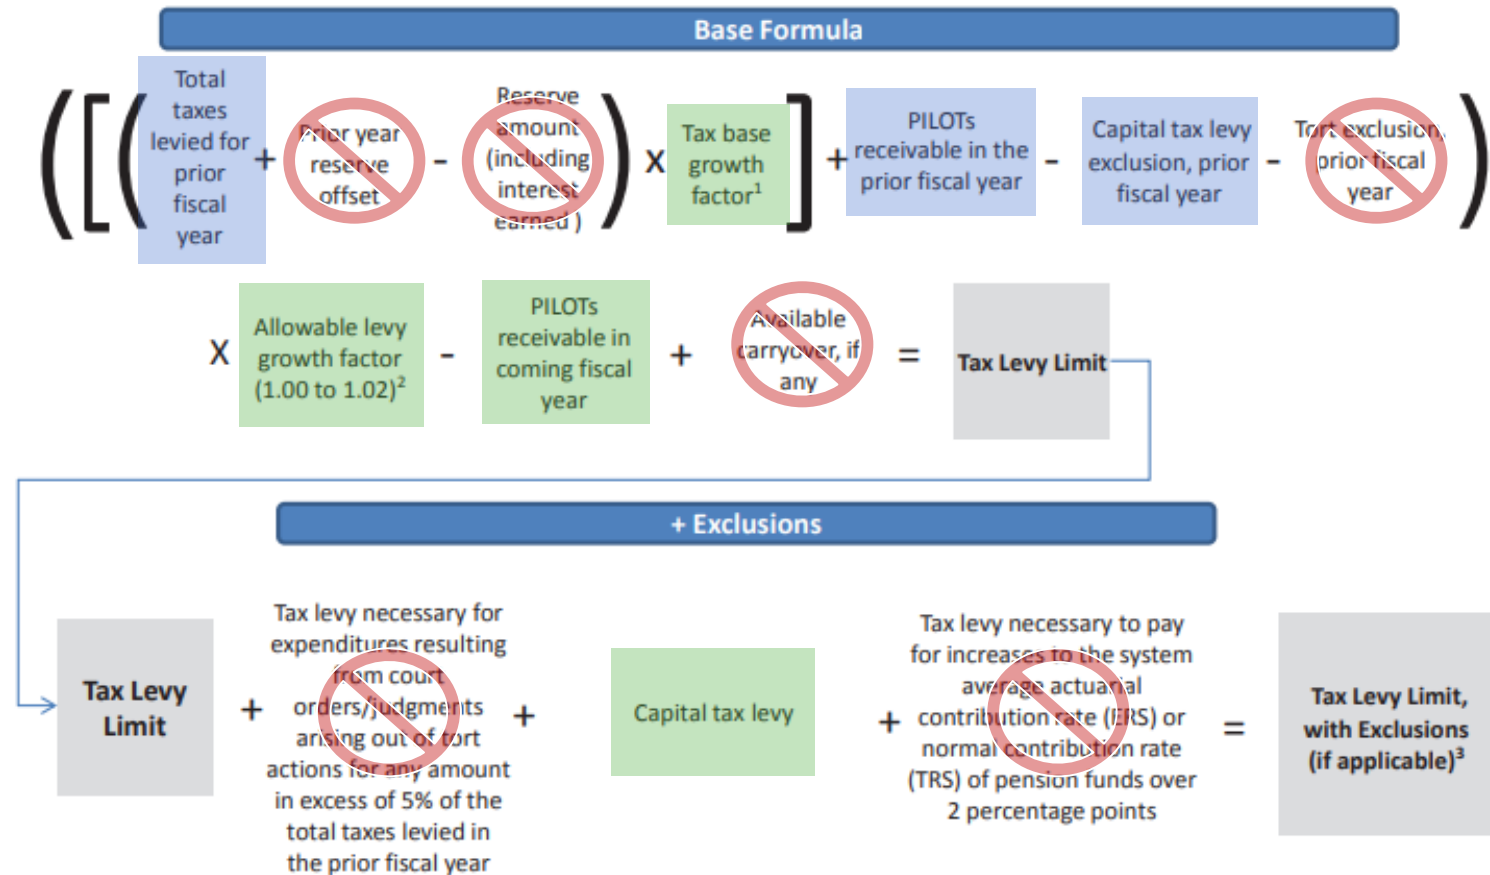 Base Formula
( [ ( Total
taxes
levied for
prior
fiscal
year
+
Prior year
reserve
offset
-
Reserve
amount
(including
interest
earned )
)
x
Tax base
growth
factor¹
]
+
PILOTs
receivable in the
prior fiscal year
-
Capital tax levy
exclusion, prior
fiscal year
-
Tort exclusion,
prior fiscal
year
)
X
Allowable levy
growth factor
(1.00 to 1.02)²
-
PILOTs
receivable in
coming fiscal
year
+
Available
carryover, if
any
=
Tax Levy Limit
+ Exclusions
Tax Levy
Limit
+
Tax levy necessary for
expenditures resulting
from court
orders/judgments
arising out of tort
actions for any amount
in excess of 5% of the
total taxes levied in
the prior fiscal year
+
Capital tax levy
+
Tax levy necessary to pay
for increases to the system
average actuarial
contribution rate (ERS) or
normal contribution rate
(TRS) of pension funds over
2 percentage points
=
Tax Levy Limit,
with Exclusions
(if applicable)³